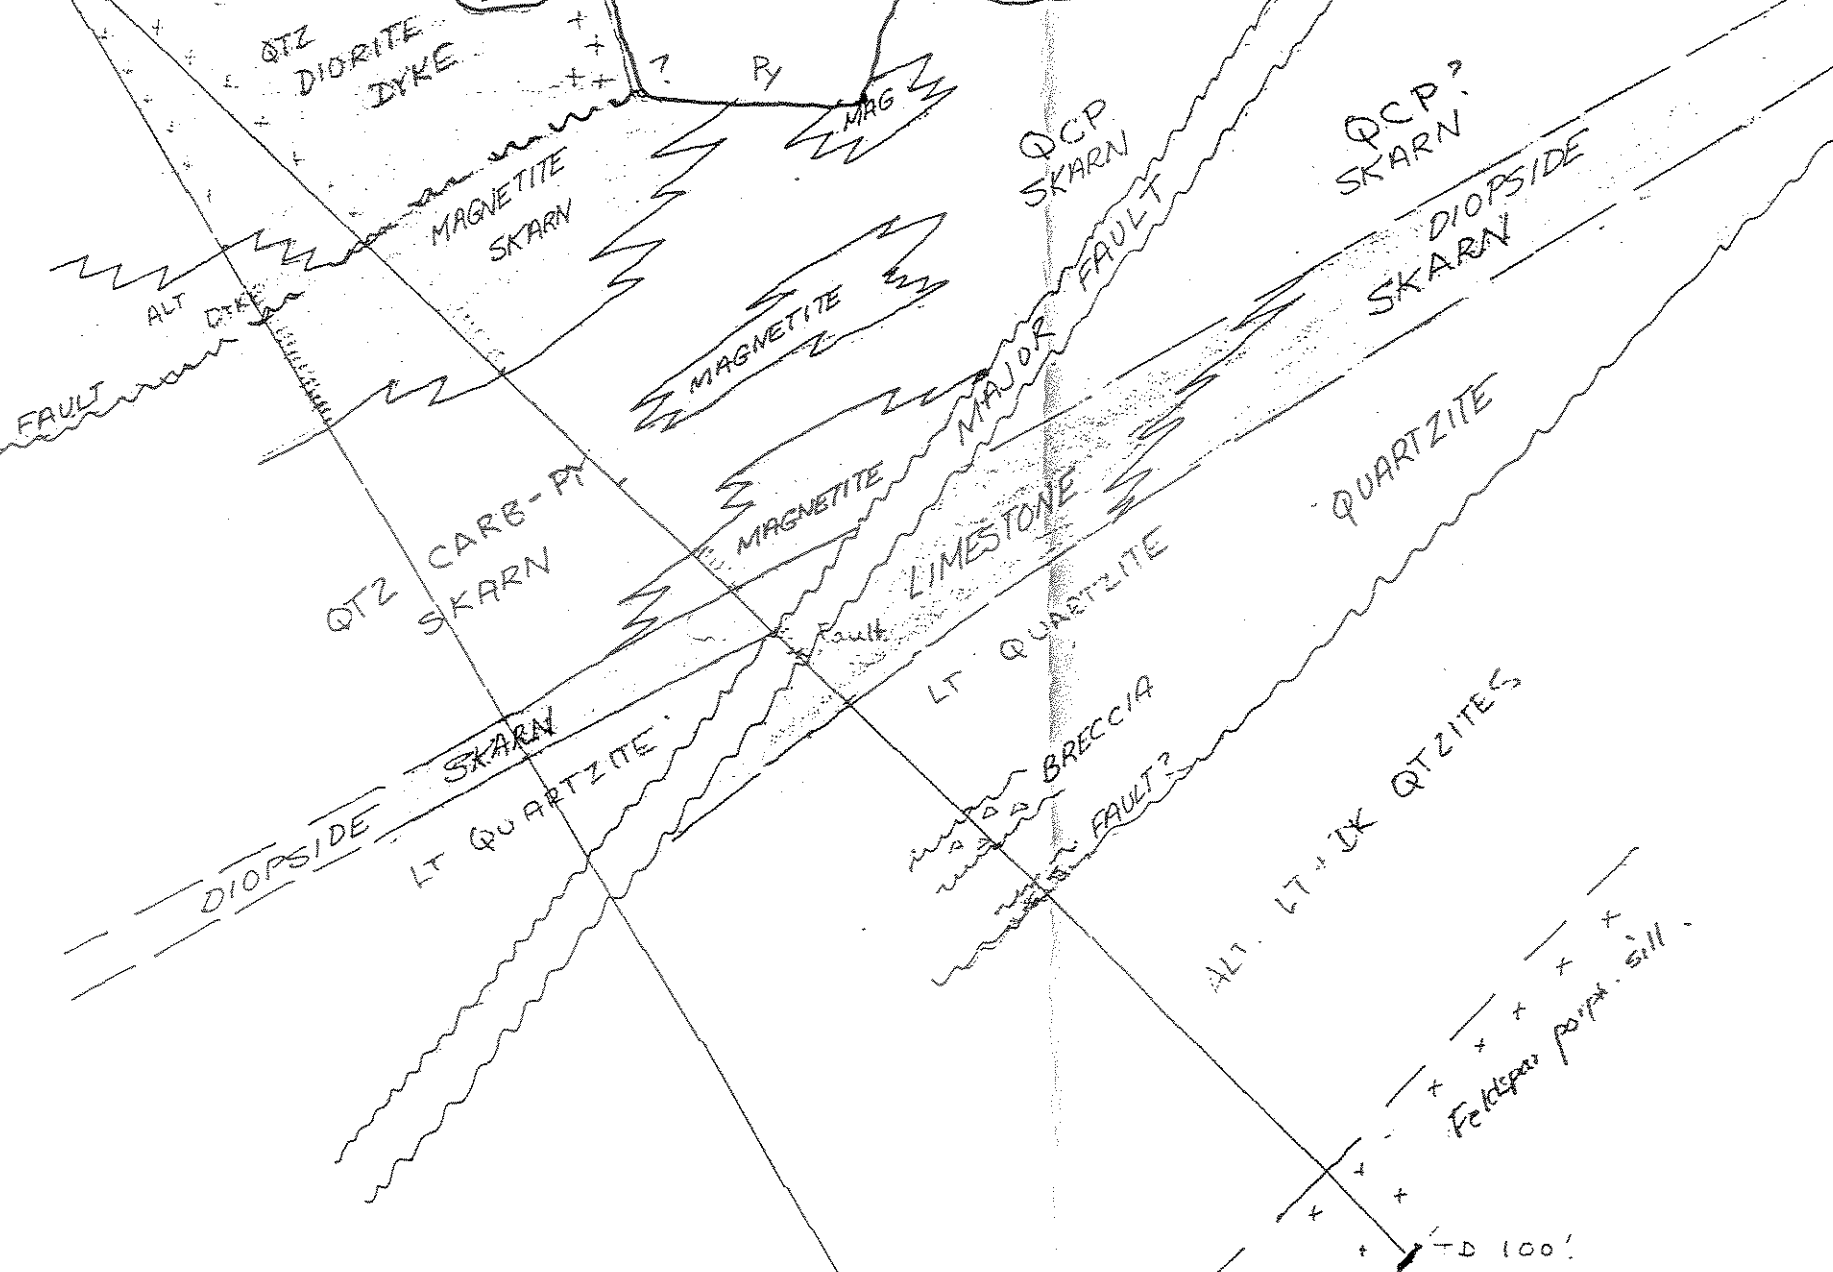 QTZ
DIORITE
DYKE
?
Py
MAG
QCP
SKARN
QCP?
SKARN
DIOPSIDE
SKARN
MAGNETITE
SKARN
ALT DYKE
FAULT
MAGNETITE
MAJOR FAULT
QTZ CARB-PY
SKARN
MAGNETITE
LIMESTONE
QUARTZITE
Fault
LT QUARTZITE
DIOPSIDE SKARN
LT QUARTZITE
BRECCIA
FAULT?
ALT. LT + DK QTZITES
Feldspar porph. sill.
TD 100'